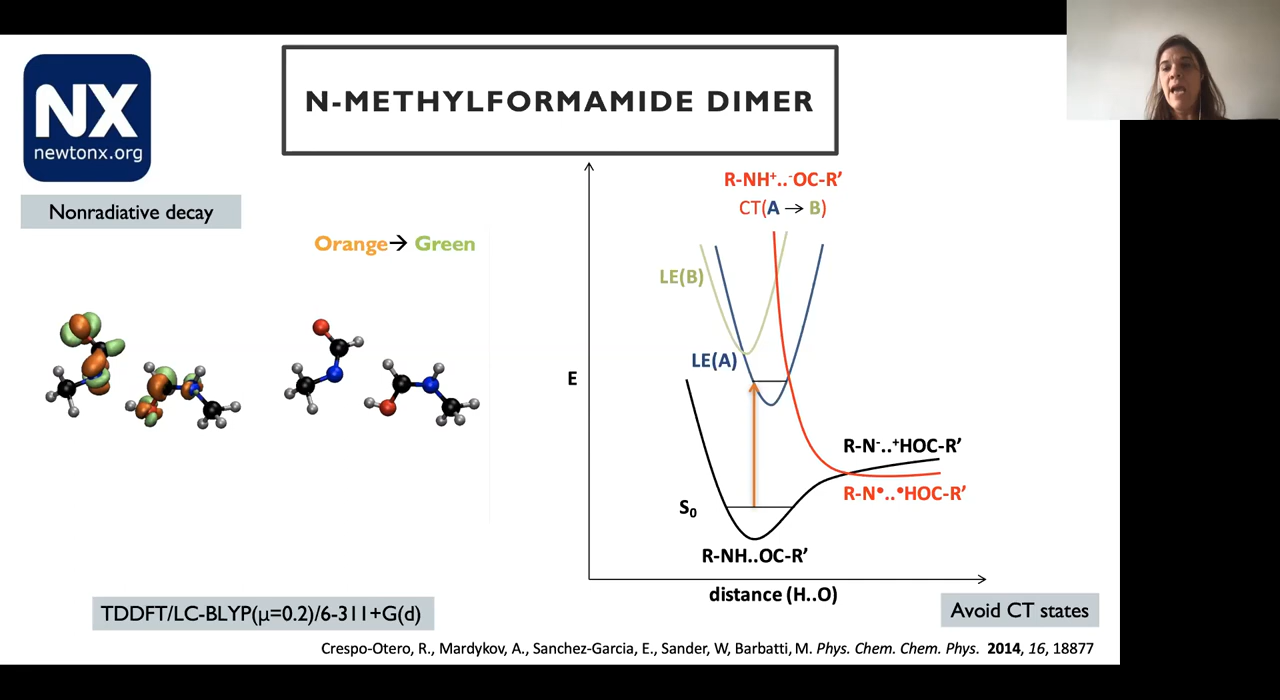 NX
newtonx.org
N-METHYLFORMAMIDE DIMER
Nonradiative decay
Orange→ Green
R-NH⁺..⁻OC-R’
CT(A → B)
LE(B)
LE(A)
E
R-N⁻..⁺HOC-R’
R-N•..•HOC-R’
S₀
R-NH..OC-R’
distance (H..O)
TDDFT/LC-BLYP(μ=0.2)/6-311+G(d)
Avoid CT states
Crespo-Otero, R., Mardykov, A., Sanchez-Garcia, E., Sander, W, Barbatti, M. Phys. Chem. Chem. Phys. 2014, 16, 18877